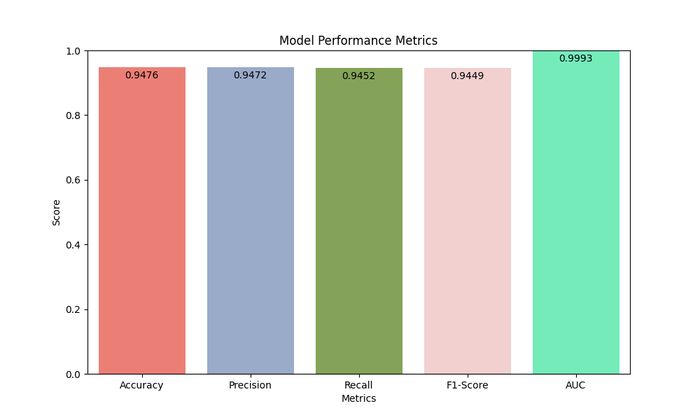 Model Performance Metrics
1.0
0.8
0.6
0.4
0.2
0.0
Score
0.9476
0.9472
0.9452
0.9449
0.9993
Accuracy
Precision
Recall
F1-Score
AUC
Metrics